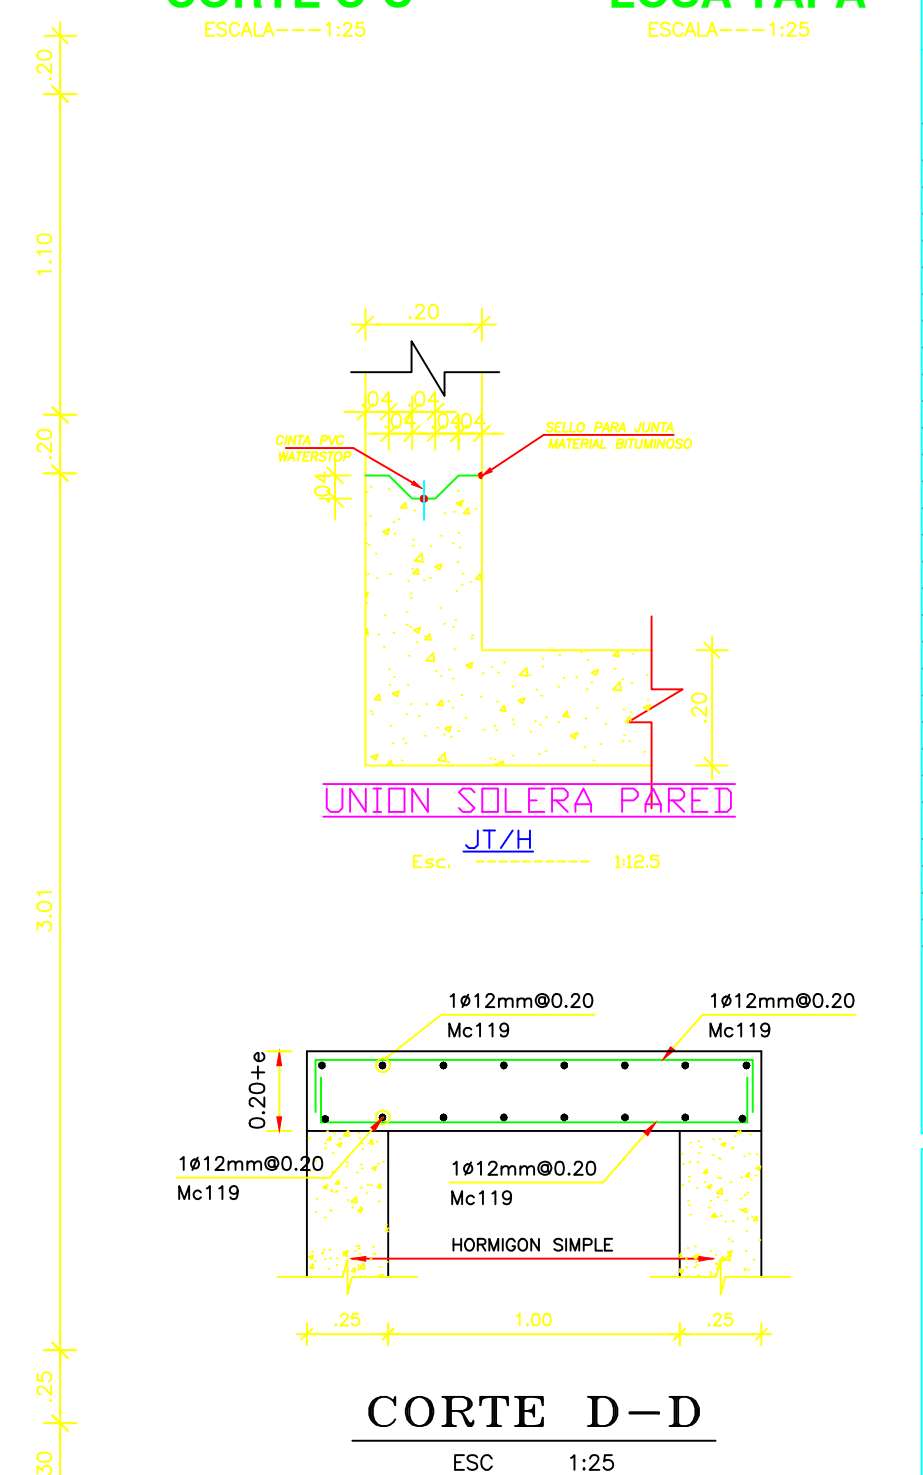 ESCALA---1:25
ESCALA---1:25
.20
1.10
.20
3.01
.25
.20
.04
.04
.04
.04
.04
CINTA PVC
WATERSTOP
SELLO PARA JUNTA
MATERIAL BITUMINOSO
.04
.20
UNION SOLERA PARED
JT/H
Esc. ---------- 1:12.5
1ø12mm@0.20
Mc119
1ø12mm@0.20
Mc119
0.20+e
1ø12mm@0.20
Mc119
1ø12mm@0.20
Mc119
HORMIGON SIMPLE
.25
1.00
.25
CORTE D-D
ESC 1:25